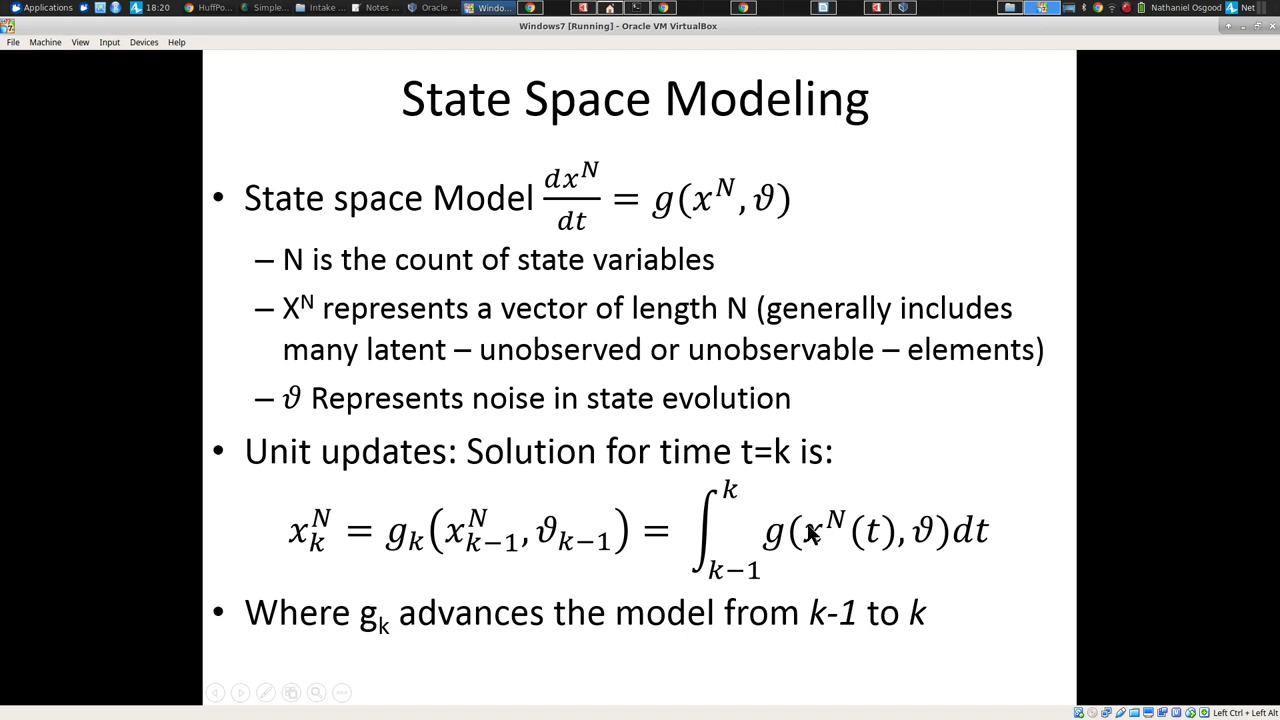 Applications 18:20 HuffPo... Simple... Intake ... Notes ... Oracle ... Windo... Nathaniel Osgood Net
Windows7 [Running] - Oracle VM VirtualBox
File Machine View Input Devices Help
State Space Modeling
• State space Model dx^N/dt = g(x^N, ϑ)
– N is the count of state variables
– X^N represents a vector of length N (generally includes
many latent – unobserved or unobservable – elements)
– ϑ Represents noise in state evolution
• Unit updates: Solution for time t=k is:
x_k^N = g_k(x_{k−1}^N, ϑ_{k−1}) = ∫_{k−1}^{k} g(x^N(t), ϑ)dt
• Where g_k advances the model from k-1 to k
Left Ctrl + Left Alt